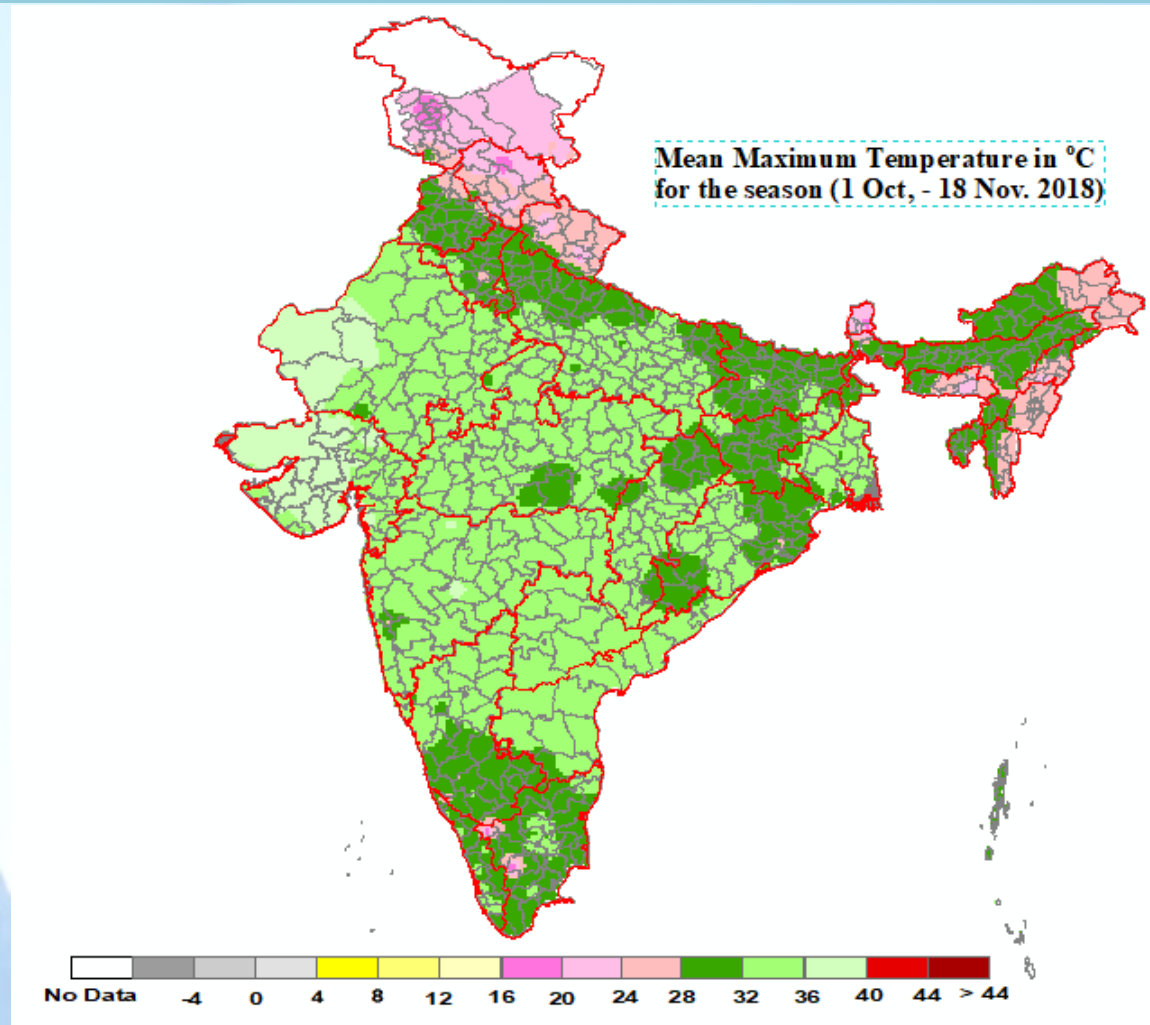 Mean Maximum Temperature in °C
for the season (1 Oct, - 18 Nov. 2018)
No Data -4 0 4 8 12 16 20 24 28 32 36 40 44 > 44